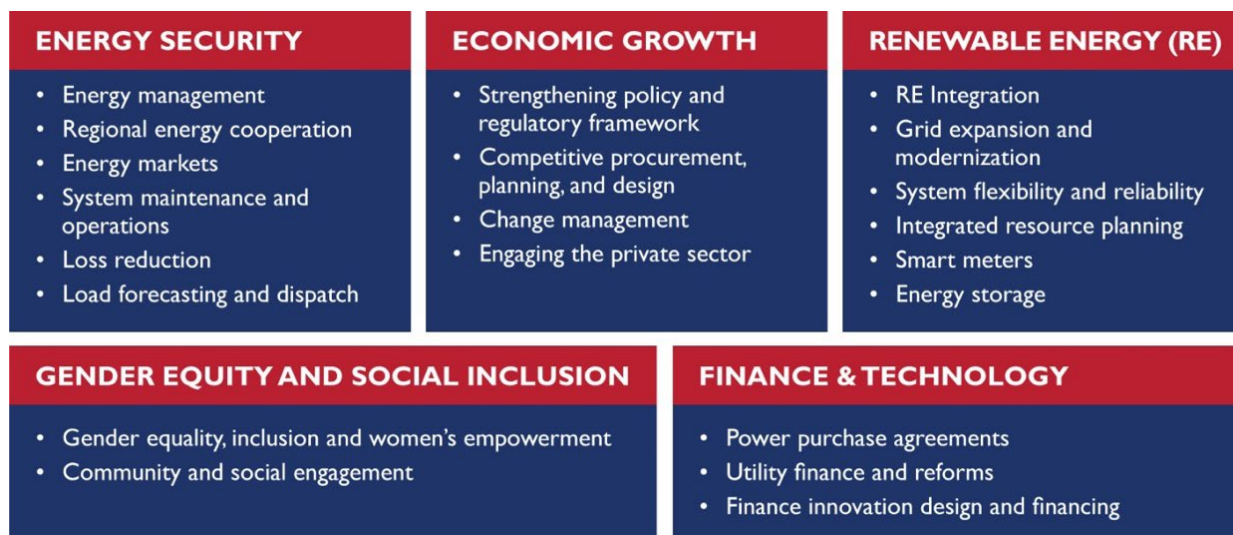 ENERGY SECURITY
• Energy management
• Regional energy cooperation
• Energy markets
• System maintenance and
operations
• Loss reduction
• Load forecasting and dispatch
ECONOMIC GROWTH
• Strengthening policy and
regulatory framework
• Competitive procurement,
planning, and design
• Change management
• Engaging the private sector
RENEWABLE ENERGY (RE)
• RE Integration
• Grid expansion and
modernization
• System flexibility and reliability
• Integrated resource planning
• Smart meters
• Energy storage
GENDER EQUITY AND SOCIAL INCLUSION
• Gender equality, inclusion and women's empowerment
• Community and social engagement
FINANCE & TECHNOLOGY
• Power purchase agreements
• Utility finance and reforms
• Finance innovation design and financing